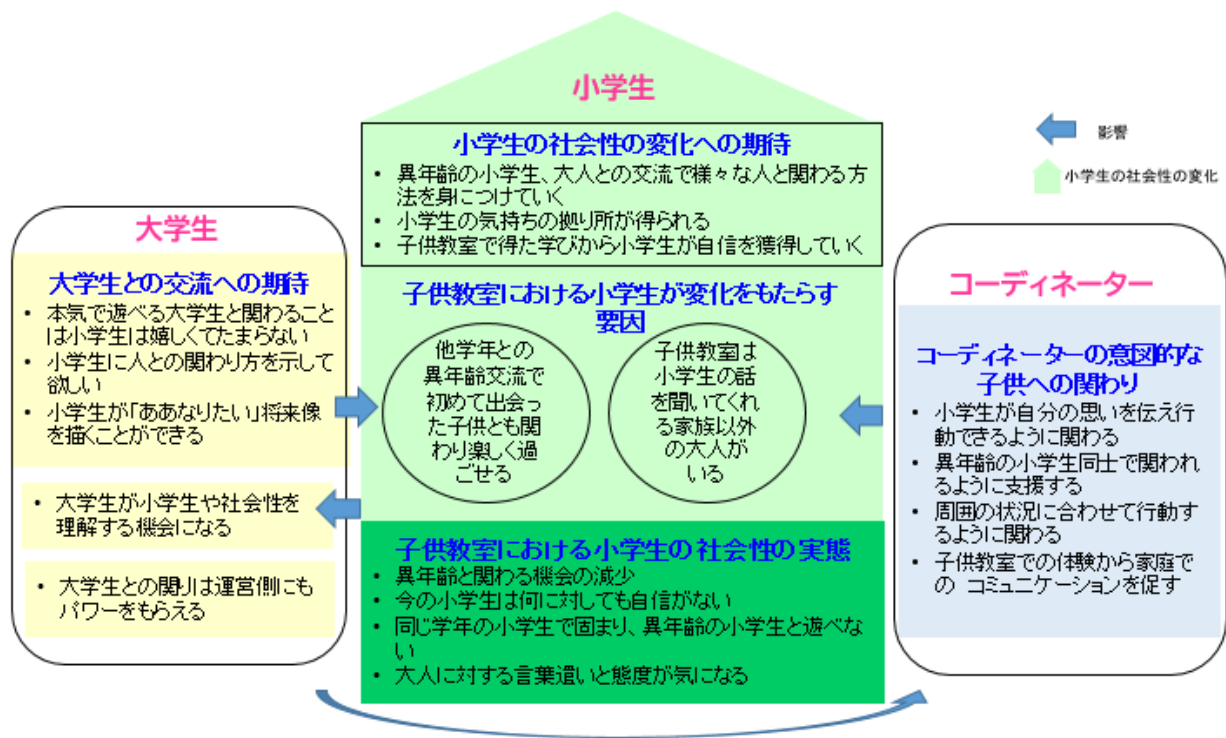 小学生
小学生の社会性の変化への期待
• 異年齢の小学生、大人との交流で様々な人と関わる方
法を身につけていく
• 小学生の気持ちの拠り所が得られる
• 子供教室で得た学びから小学生が自信を獲得していく
影響
小学生の社会性の変化
大学生
大学生との交流への期待
• 本気で遊べる大学生と関わること
は小学生は嬉しくてたまらない
• 小学生に人との関わり方を示して
欲しい
• 小学生が「ああなりたい」将来像
を描くことができる
• 大学生が小学生や社会性を
理解する機会になる
• 大学生との関りは運営側にも
パワーをもらえる
子供教室における小学生が変化をもたらす
要因
他学年との
異年齢交流で
初めて出会っ
た子供とも関
わり楽しく過
ごせる
子供教室は
小学生の話
を聞いてくれ
る家族以外
の大人が
いる
子供教室における小学生の社会性の実態
• 異年齢と関わる機会の減少
• 今の小学生は何に対しても自信がない
• 同じ学年の小学生で固まり、異年齢の小学生と遊べな
い
• 大人に対する言葉遣いと態度が気になる
コーディネーター
コーディネーターの意図的な
子供への関わり
• 小学生が自分の思いを伝え行
動できるように関わる
• 異年齢の小学生同士で関われ
るように支援する
• 周囲の状況に合わせて行動す
るように関わる
• 子供教室での体験から家庭で
の コミュニケーションを促す